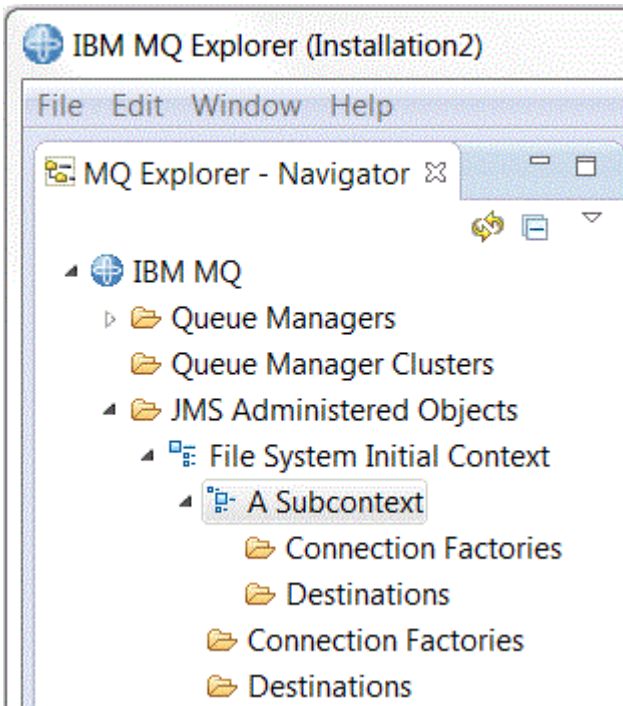 IBM MQ Explorer (Installation2)
File Edit Window Help
MQ Explorer - Navigator
IBM MQ
Queue Managers
Queue Manager Clusters
JMS Administered Objects
File System Initial Context
A Subcontext
Connection Factories
Destinations
Connection Factories
Destinations